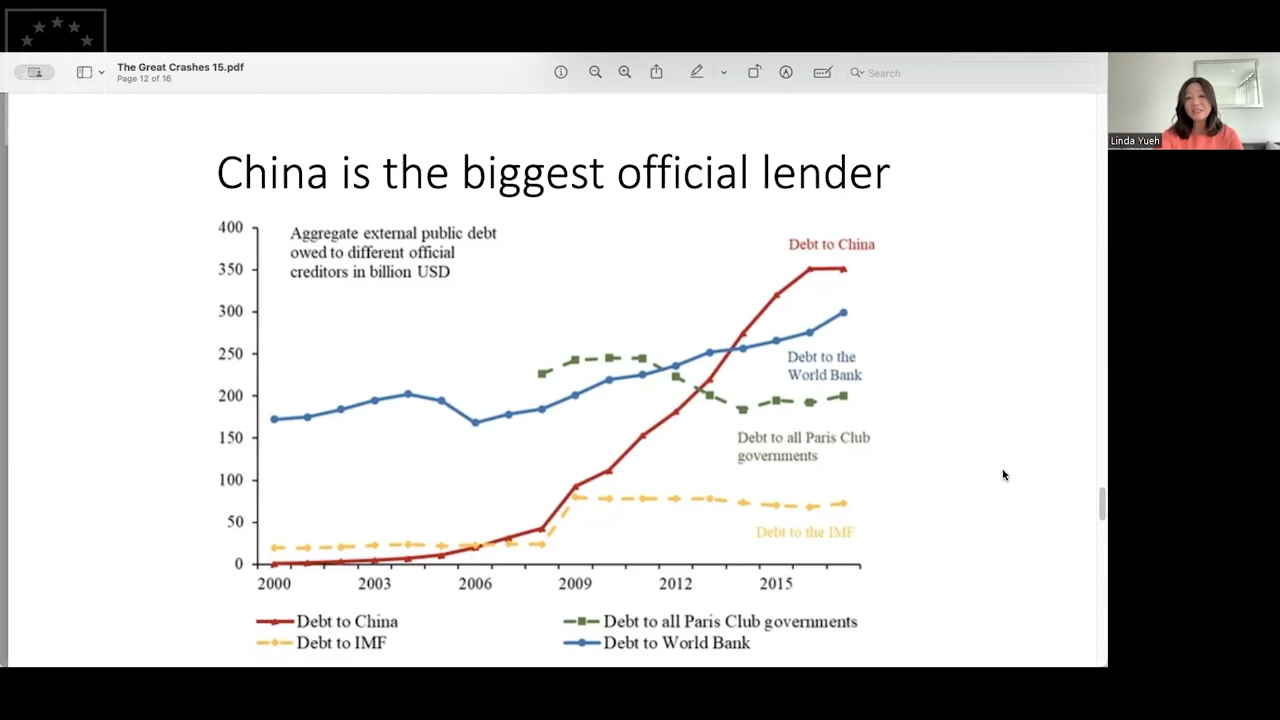 The Great Crashes 15.pdf
Page 12 of 16
Search
Linda Yueh
China is the biggest official lender
Aggregate external public debt
owed to different official
creditors in billion USD
400
350
300
250
200
150
100
50
0
Debt to China
Debt to the
World Bank
Debt to all Paris Club
governments
Debt to the IMF
2000 2003 2006 2009 2012 2015
Debt to China Debt to all Paris Club governments
Debt to IMF Debt to World Bank